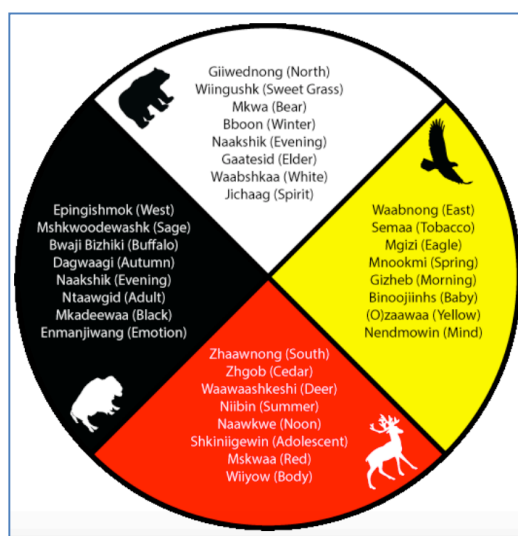 Giiwednong (North)
Wiingushk (Sweet Grass)
Mkwa (Bear)
Bboon (Winter)
Naakshik (Evening)
Gaatesid (Elder)
Waabshkaa (White)
Jichaag (Spirit)
Waabnong (East)
Semaa (Tobacco)
Mgizi (Eagle)
Mnookmi (Spring)
Gizheb (Morning)
Binoojiinhs (Baby)
(O)zaawaa (Yellow)
Nendmowin (Mind)
Zhaawnong (South)
Zhgob (Cedar)
Waawaashkeshi (Deer)
Niibin (Summer)
Naawkwe (Noon)
Shkiniigewin (Adolescent)
Mskwaa (Red)
Wiiyow (Body)
Epingishmok (West)
Mshkwoodewashk (Sage)
Bwaji Bizhiki (Buffalo)
Dagwaagi (Autumn)
Naakshik (Evening)
Ntaawgid (Adult)
Mkadeewaa (Black)
Enmanjiwang (Emotion)